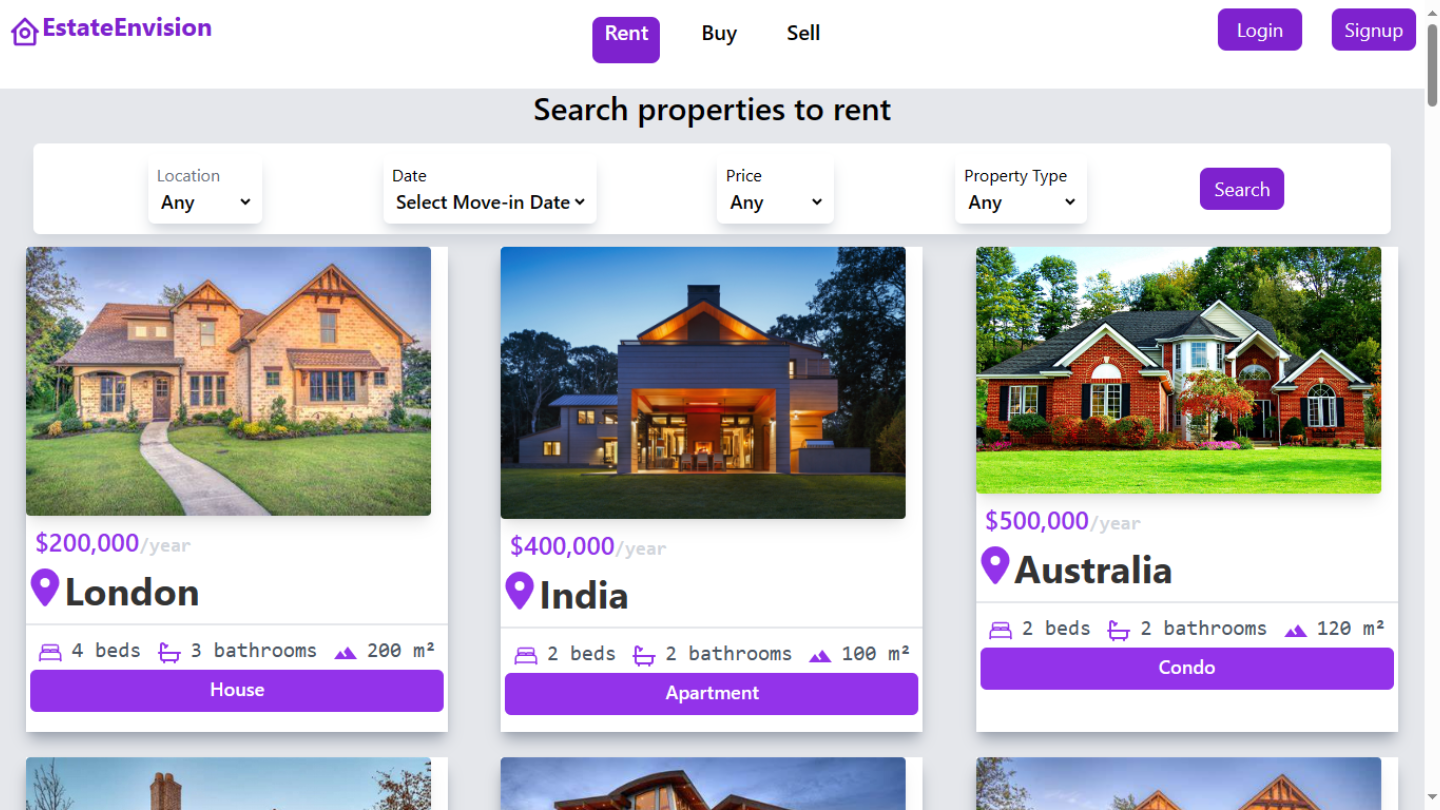 EstateEnvision
Rent Buy Sell
Login Signup
Search properties to rent
Location Date Price Property Type
Any Select Move-in Date Any Any Search
$200,000/year
London
4 beds 3 bathrooms 200 m²
House
$400,000/year
India
2 beds 2 bathrooms 100 m²
Apartment
$500,000/year
Australia
2 beds 2 bathrooms 120 m²
Condo